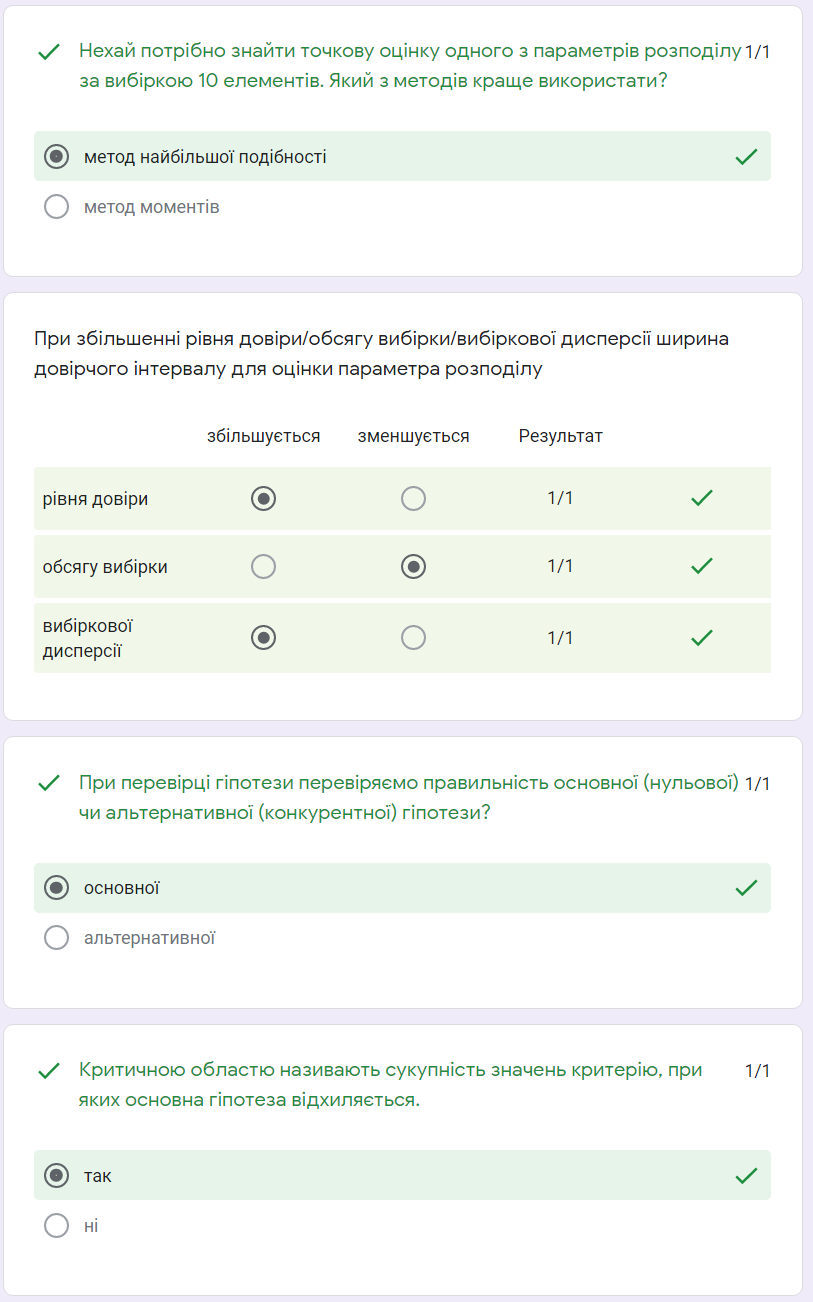 Нехай потрібно знайти точкову оцінку одного з параметрів розподілу 1/1
за вибіркою 10 елементів. Який з методів краще використати?
метод найбільшої подібності
метод моментів
При збільшенні рівня довіри/обсягу вибірки/вибіркової дисперсії ширина
довірчого інтервалу для оцінки параметра розподілу
збільшується зменшується Результат
рівня довіри 1/1
обсягу вибірки 1/1
вибіркової
дисперсії 1/1
При перевірці гіпотези перевіряємо правильність основної (нульової) 1/1
чи альтернативної (конкурентної) гіпотези?
основної
альтернативної
Критичною областю називають сукупність значень критерію, при 1/1
яких основна гіпотеза відхиляється.
так
ні